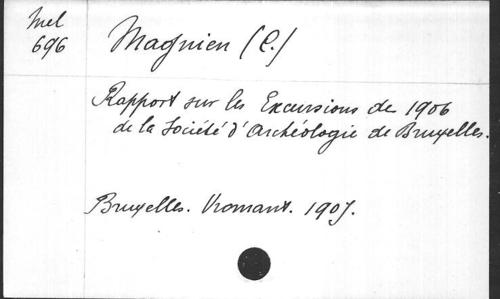 Mel
696
Magnien (C.)
Rapport sur les Excursions de 1906
de la Société d'Archéologie de Bruxelles.
Bruxelles. Vromant. 1907.